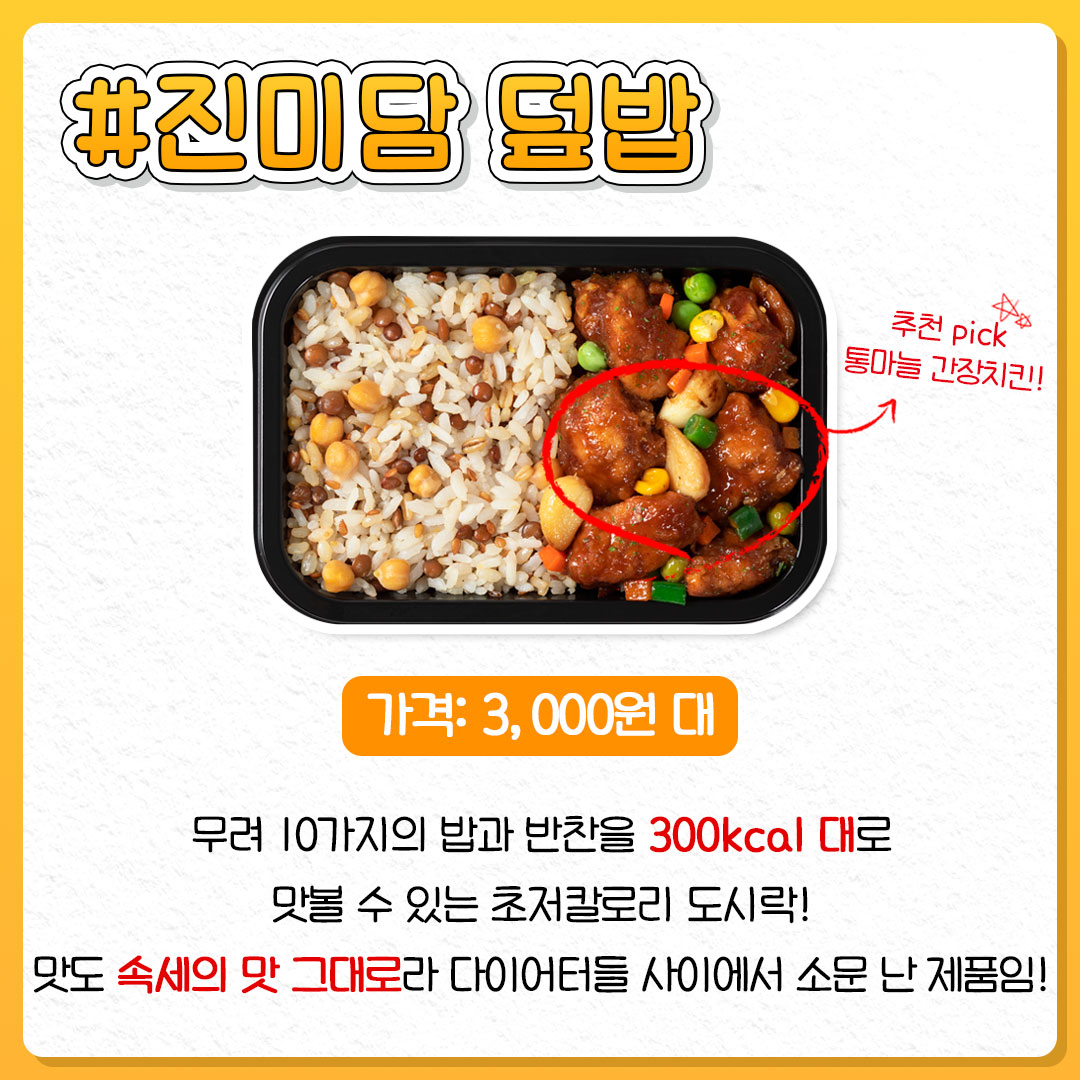 #진미담 덮밥
추천 pick
통마늘 간장치킨!
가격: 3,000원 대
무려 10가지의 밥과 반찬을 300kcal 대로
맛볼 수 있는 초저칼로리 도시락!
맛도 속세의 맛 그대로라 다이어터들 사이에서 소문 난 제품임!